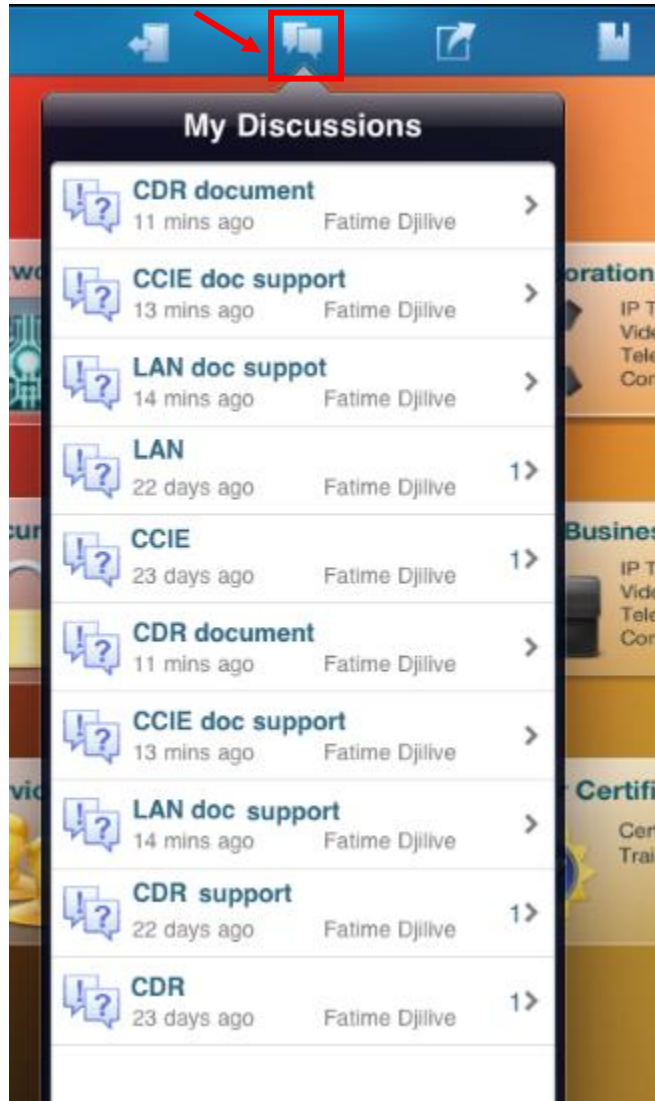 My Discussions
CDR document
11 mins ago Fatime Djilive
CCIE doc support
13 mins ago Fatime Djilive
LAN doc suppot
14 mins ago Fatime Djilive
LAN
22 days ago Fatime Djilive 1
CCIE
23 days ago Fatime Djilive 1
CDR document
11 mins ago Fatime Djilive
CCIE doc support
13 mins ago Fatime Djilive
LAN doc support
14 mins ago Fatime Djilive
CDR support
22 days ago Fatime Djilive 1
CDR
23 days ago Fatime Djilive 1
oration
IP T
Vide
Tele
Con
Busines
IP T
Vide
Tele
Con
Certifi
Cer
Trai